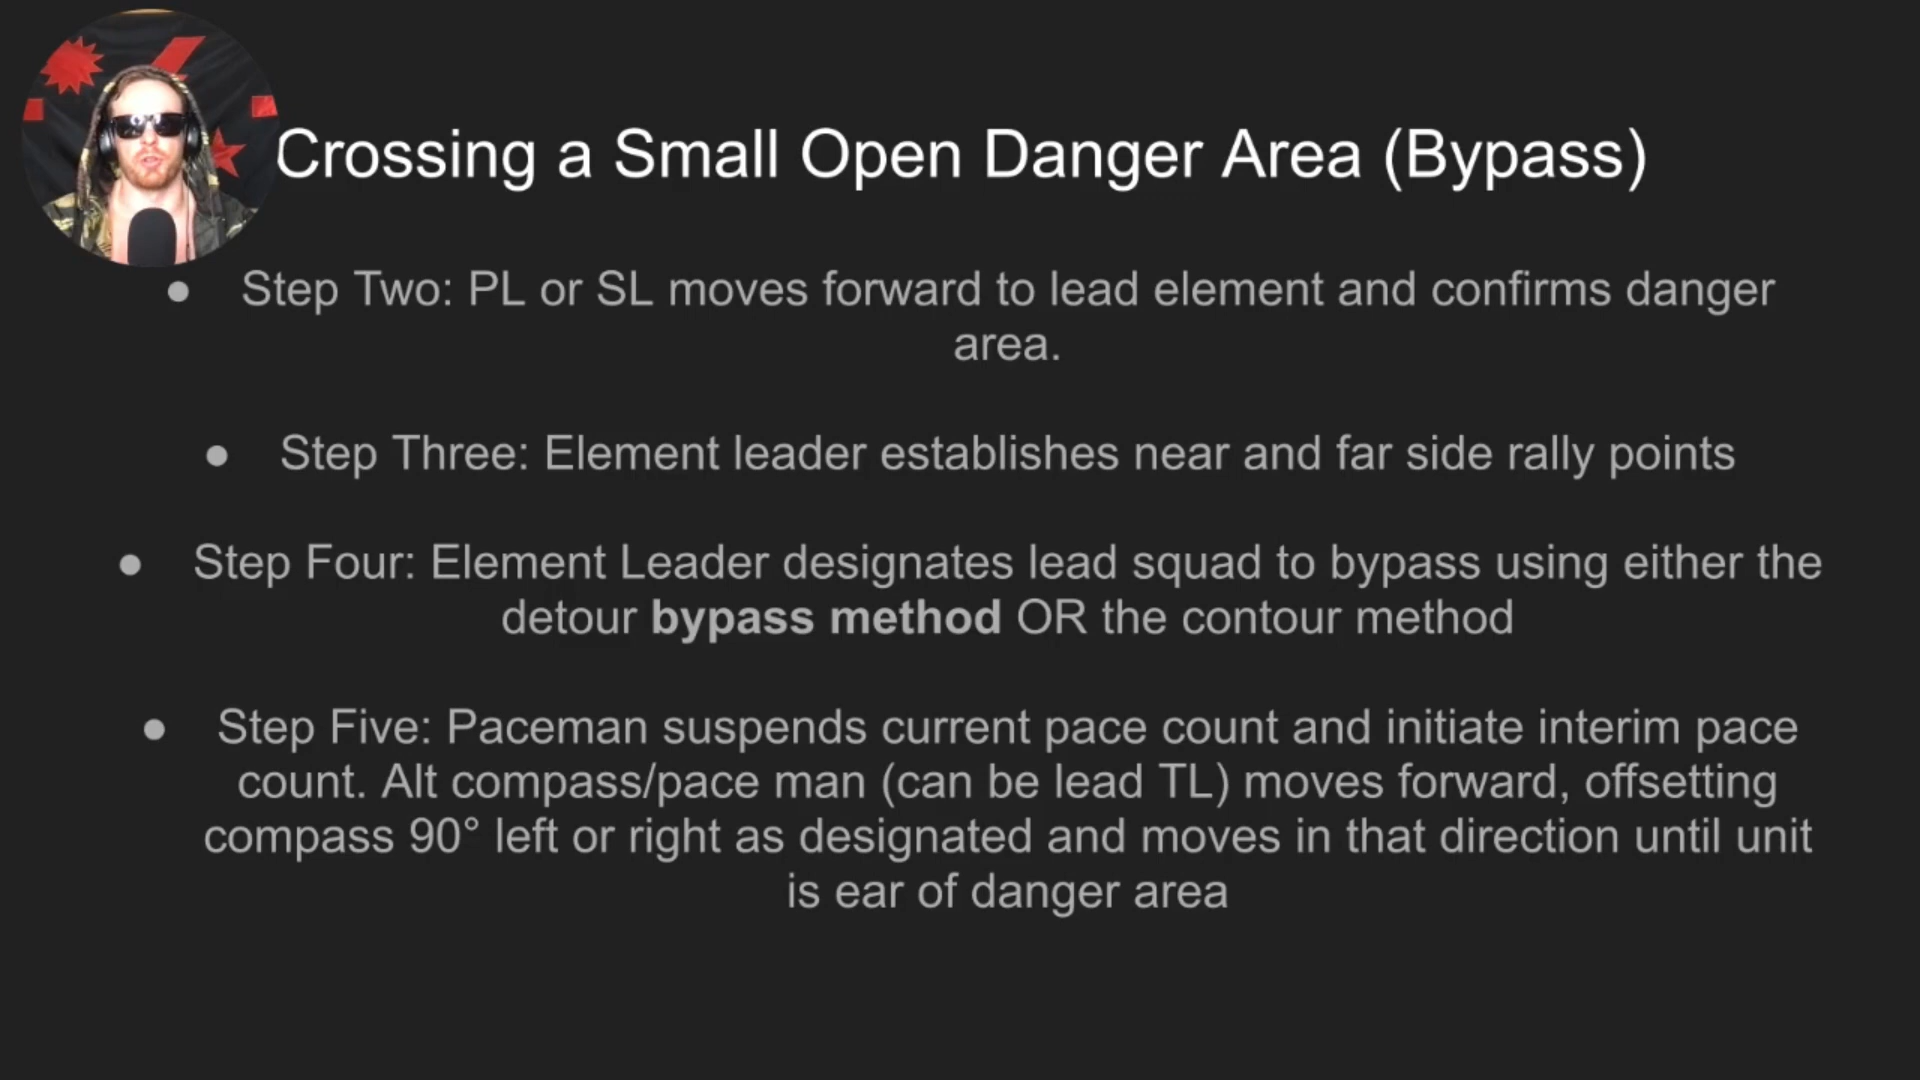 Crossing a Small Open Danger Area (Bypass)
● Step Two: PL or SL moves forward to lead element and confirms danger
area.
● Step Three: Element leader establishes near and far side rally points
● Step Four: Element Leader designates lead squad to bypass using either the
detour bypass method OR the contour method
● Step Five: Paceman suspends current pace count and initiate interim pace
count. Alt compass/pace man (can be lead TL) moves forward, offsetting
compass 90° left or right as designated and moves in that direction until unit
is ear of danger area